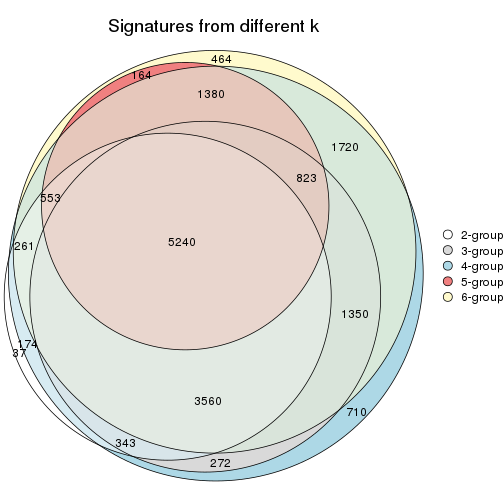 Signatures from different k
464
164
1380
1720
823
553
5240
261
2-group
3-group
4-group
5-group
6-group
1350
174
37
3560
710
343
272